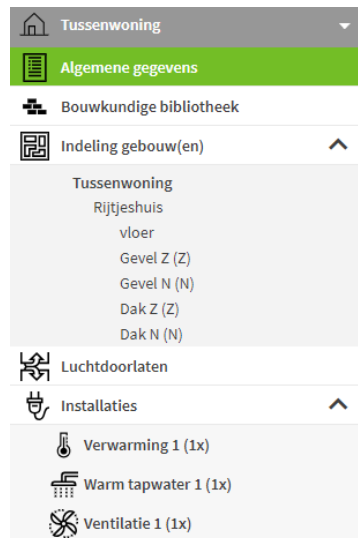 Tussenwoning
Algemene gegevens
Bouwkundige bibliotheek
Indeling gebouw(en)
Tussenwoning
Rijtjeshuis
vloer
Gevel Z (Z)
Gevel N (N)
Dak Z (Z)
Dak N (N)
Luchtdoorlaten
Installaties
Verwarming 1 (1x)
Warm tapwater 1 (1x)
Ventilatie 1 (1x)